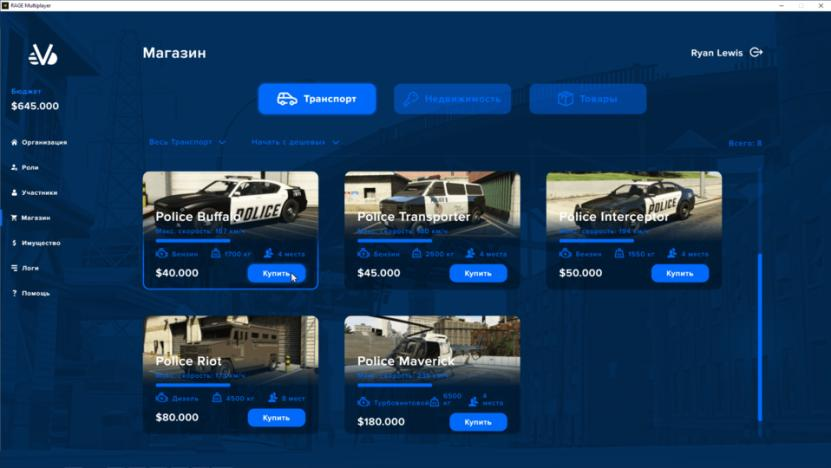 RAGE Multiplayer
Магазин
Ryan Lewis
Бюджет
$645.000
Транспорт
Недвижимость
Товары
Организация
Роли
Участники
Магазин
Имущество
Логи
Помощь
Весь Транспорт
Начать с дешевых
Всего: 8
Police Buffalo
POLICE
Макс. скорость: 187 км/ч
Бензин 1700 кг 4 места
$40.000 Купить
Police Transporter
Макс. скорость: 160 км/ч
Бензин 2500 кг 4 места
$45.000 Купить
Police Interceptor
POLICE
Макс. скорость: 194 км/ч
Бензин 1550 кг 4 места
$50.000 Купить
Police Riot
Макс. скорость: км/ч
Дизель 4500 кг 8 мест
$80.000 Купить
Police Maverick
Макс. скорость: км/ч
Турбовинтовой 6500 кг 4 места
$180.000 Купить